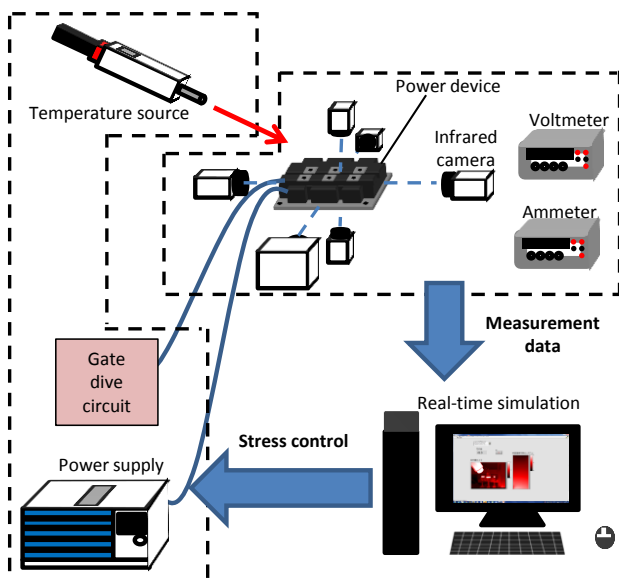 Temperature source
Power device
Infrared
camera
Voltmeter
Ammeter
Measurement
data
Gate
dive
circuit
Real-time simulation
Stress control
Power supply